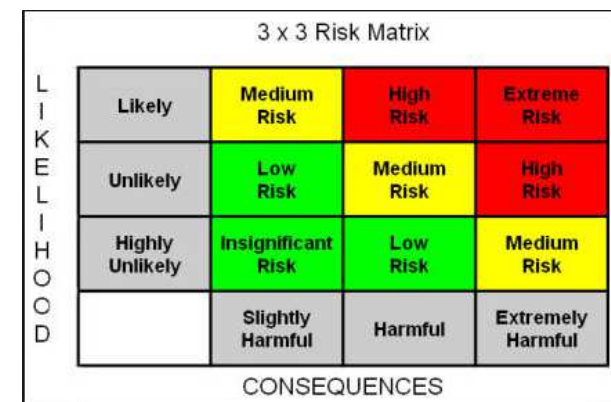 3 x 3 Risk Matrix
LIKELIHOOD
Likely
Medium
Risk
High
Risk
Extreme
Risk
Unlikely
Low
Risk
Medium
Risk
High
Risk
Highly
Unlikely
Insignificant
Risk
Low
Risk
Medium
Risk
Slightly
Harmful
Harmful
Extremely
Harmful
CONSEQUENCES